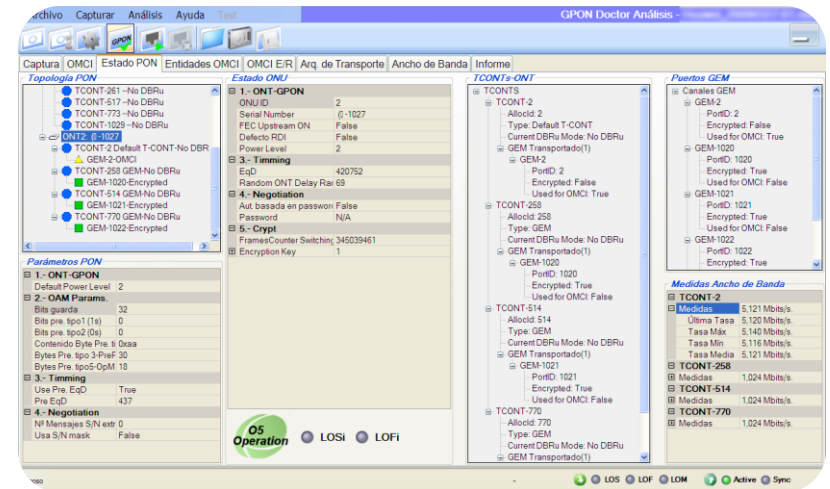 Archivo Capturar Análisis Ayuda Test
GPON Doctor Análisis -
GPON
Captura OMCI Estado PON Entidades OMCI OMCI E/R Arq. de Transporte Ancho de Banda Informe
Topología PON
TCONT-261 --No DBRu
TCONT-517 --No DBRu
TCONT-773 --No DBRu
TCONT-1029 --No DBRu
ONT2: (ﾐ-1027
TCONT-2 Default T-CONT-No DBR
GEM-2-OMCI
TCONT-258 GEM-No DBRu
GEM-1020-Encrypted
TCONT-514 GEM-No DBRu
GEM-1021-Encrypted
TCONT-770 GEM-No DBRu
GEM-1022-Encrypted
Parámetros PON
1.- ONT-GPON
Default Power Level 2
2.- OAM Params.
Bits guarda 32
Bits pre. tipo1 (1s) 0
Bits pre. tipo2 (0s) 0
Contenido Byte Pre. ti 0xaa
Bytes Pre. tipo 3-PreF 30
Bytes Pre. tipo5-OpM 18
3.- Timming
Use Pre. EqD True
Pre EqD 437
4.- Negotiation
Nº Mensajes S/N extr 0
Usa S/N mask False
Estado ONU
1.- ONT-GPON
ONU ID 2
Serial Number -1027
FEC Upstream ON False
Defecto RDI False
Power Level 2
3.- Timming
EqD 420752
Random ONT Delay Rar 69
4.- Negotiation
Aut. basada en passworc False
Password N/A
5.- Crypt
FramesCounter Switching 345039461
Encryption Key 1
O5
Operation
LOSi LOFi
TCONTs-ONT
TCONTS
TCONT-2
AllocId: 2
Type: Default T-CONT
Current DBRu Mode: No DBRu
GEM Transportado(1)
GEM-2
PortID: 2
Encrypted: False
Used for OMCI: True
TCONT-258
AllocId: 258
Type: GEM
Current DBRu Mode: No DBRu
GEM Transportado(1)
GEM-1020
PortID: 1020
Encrypted: True
Used for OMCI: False
TCONT-514
AllocId: 514
Type: GEM
Current DBRu Mode: No DBRu
GEM Transportado(1)
GEM-1021
PortID: 1021
Encrypted: True
Used for OMCI: False
TCONT-770
AllocId: 770
Type: GEM
Current DBRu Mode: No DBRu
GEM Transportado(1)
Puertos GEM
Canales GEM
GEM-2
PortID: 2
Encrypted: False
Used for OMCI: True
GEM-1020
PortID: 1020
Encrypted: True
Used for OMCI: False
GEM-1021
PortID: 1021
Encrypted: True
Used for OMCI: False
GEM-1022
PortID: 1022
Encrypted: True
Medidas Ancho de Banda
TCONT-2
Medidas 5,121 Mbits/s.
Última Tasa 5,120 Mbits/s.
Tasa Máx 5,140 Mbits/s.
Tasa Mín 5,116 Mbits/s.
Tasa Media 5,121 Mbits/s.
TCONT-258
Medidas 1,024 Mbits/s.
TCONT-514
Medidas 1,024 Mbits/s.
TCONT-770
Medidas 1,024 Mbits/s.
LOS LOF LOM Active Sync